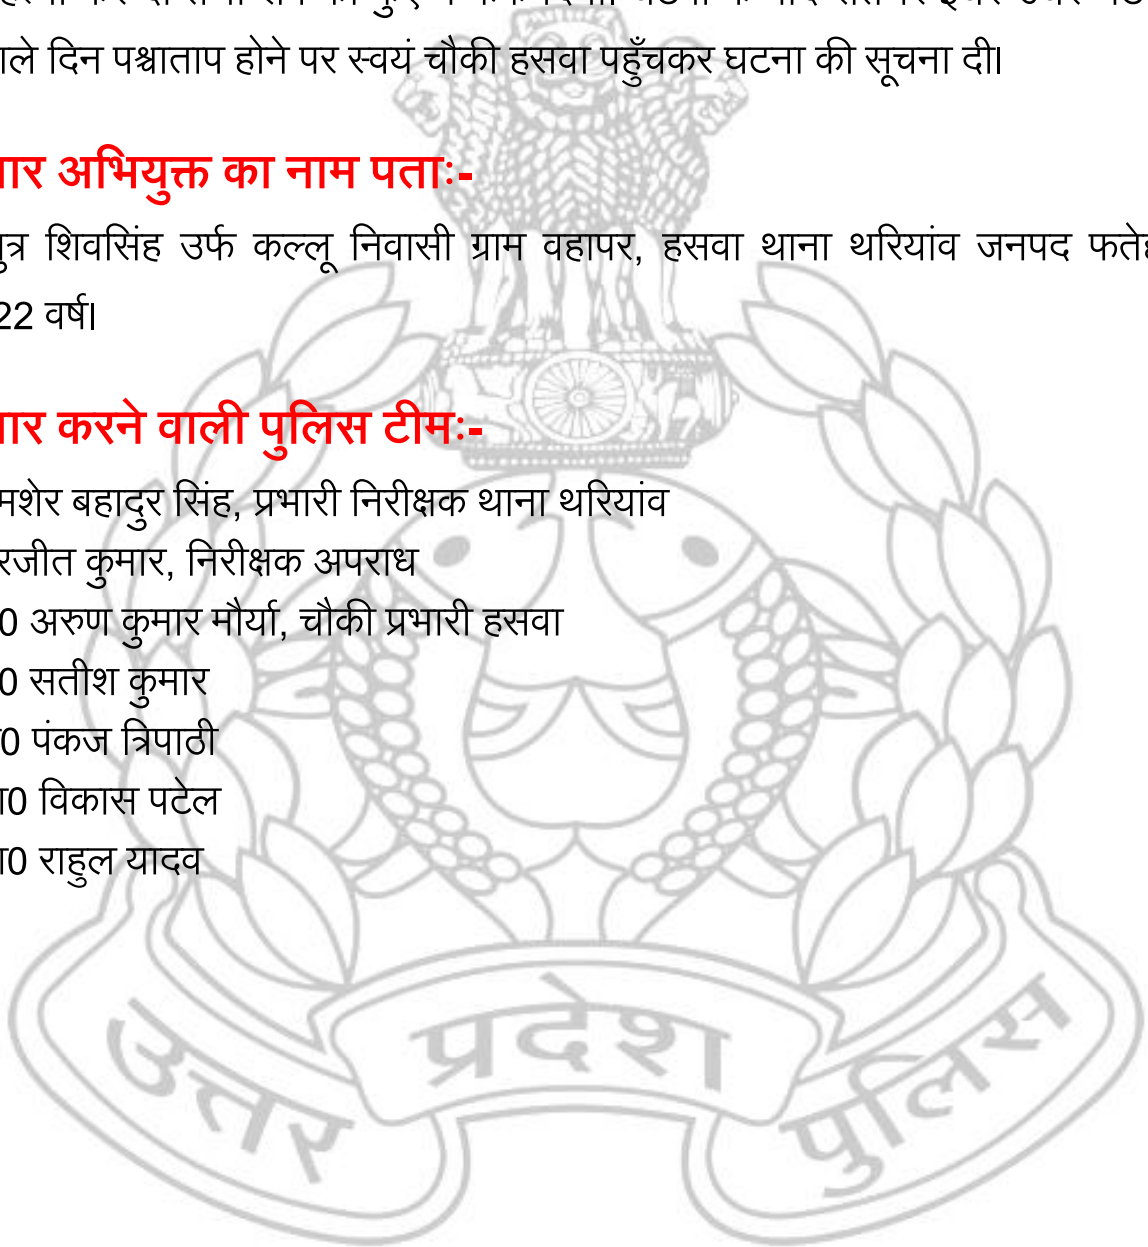 ाले दिन पश्चाताप होने पर स्वयं चौकी हसवा पहुँचकर घटना की सूचना दी।
ार अभियुक्त का नाम पताः-
ुत्र शिवसिंह उर्फ कल्लू निवासी ग्राम वहापर, हसवा थाना थरियांव जनपद फतेह
22 वर्ष।
ार करने वाली पुलिस टीमः-
मशेर बहादुर सिंह, प्रभारी निरीक्षक थाना थरियांव
रजीत कुमार, निरीक्षक अपराध
0 अरुण कुमार मौर्या, चौकी प्रभारी हसवा
0 सतीश कुमार
0 पंकज त्रिपाठी
ा0 विकास पटेल
ा0 राहुल यादव
उत्तर प्रदेश पुलिस